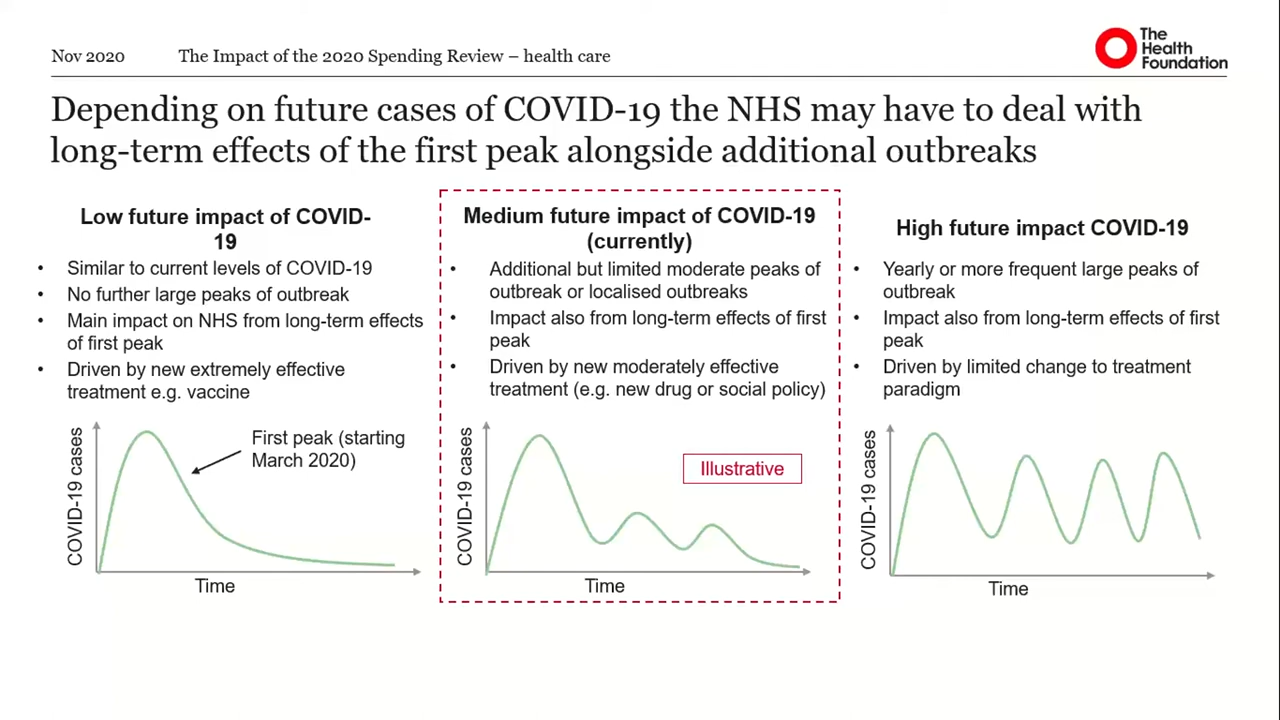 Nov 2020
The Impact of the 2020 Spending Review – health care
The
Health
Foundation
Depending on future cases of COVID-19 the NHS may have to deal with
long-term effects of the first peak alongside additional outbreaks
Low future impact of COVID-
19
• Similar to current levels of COVID-19
• No further large peaks of outbreak
• Main impact on NHS from long-term effects
of first peak
• Driven by new extremely effective
treatment e.g. vaccine
COVID-19 cases
First peak (starting
March 2020)
Time
Medium future impact of COVID-19
(currently)
• Additional but limited moderate peaks of
outbreak or localised outbreaks
• Impact also from long-term effects of first
peak
• Driven by new moderately effective
treatment (e.g. new drug or social policy)
COVID-19 cases
Illustrative
Time
High future impact COVID-19
• Yearly or more frequent large peaks of
outbreak
• Impact also from long-term effects of first
peak
• Driven by limited change to treatment
paradigm
COVID-19 cases
Time